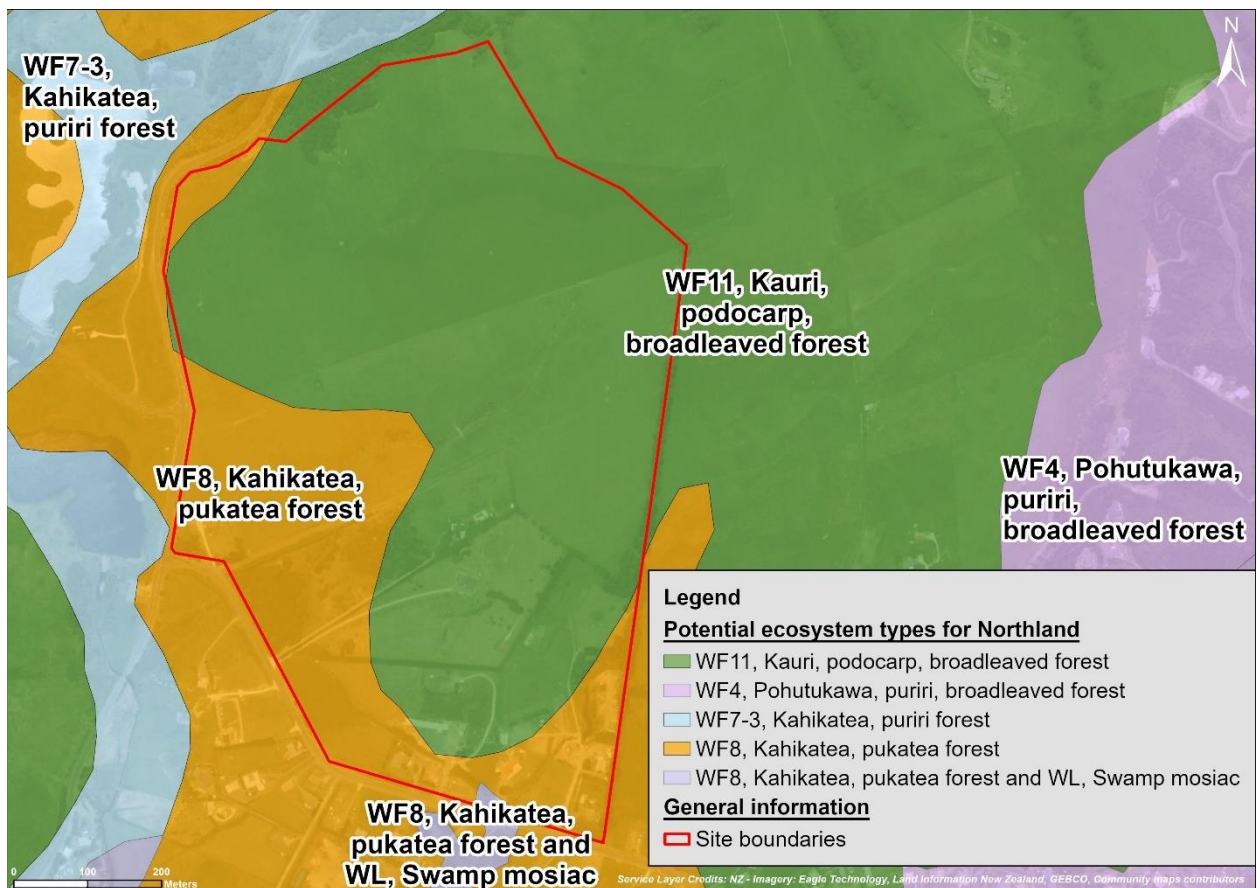 N
WF7-3,
Kahikatea,
puriri forest
WF11, Kauri,
podocarp,
broadleaved forest
WF8, Kahikatea,
pukatea forest
WF4, Pohutukawa,
puriri,
broadleaved forest
WF8, Kahikatea,
pukatea forest and
WL, Swamp mosiac
Legend
Potential ecosystem types for Northland
WF11, Kauri, podocarp, broadleaved forest
WF4, Pohutukawa, puriri, broadleaved forest
WF7-3, Kahikatea, puriri forest
WF8, Kahikatea, pukatea forest
WF8, Kahikatea, pukatea forest and WL, Swamp mosiac
General information
Site boundaries
0 100 200
Meters
Service Layer Credits: NZ - Imagery: Eagle Technology, Land Information New Zealand, GEBCO, Community maps contributors